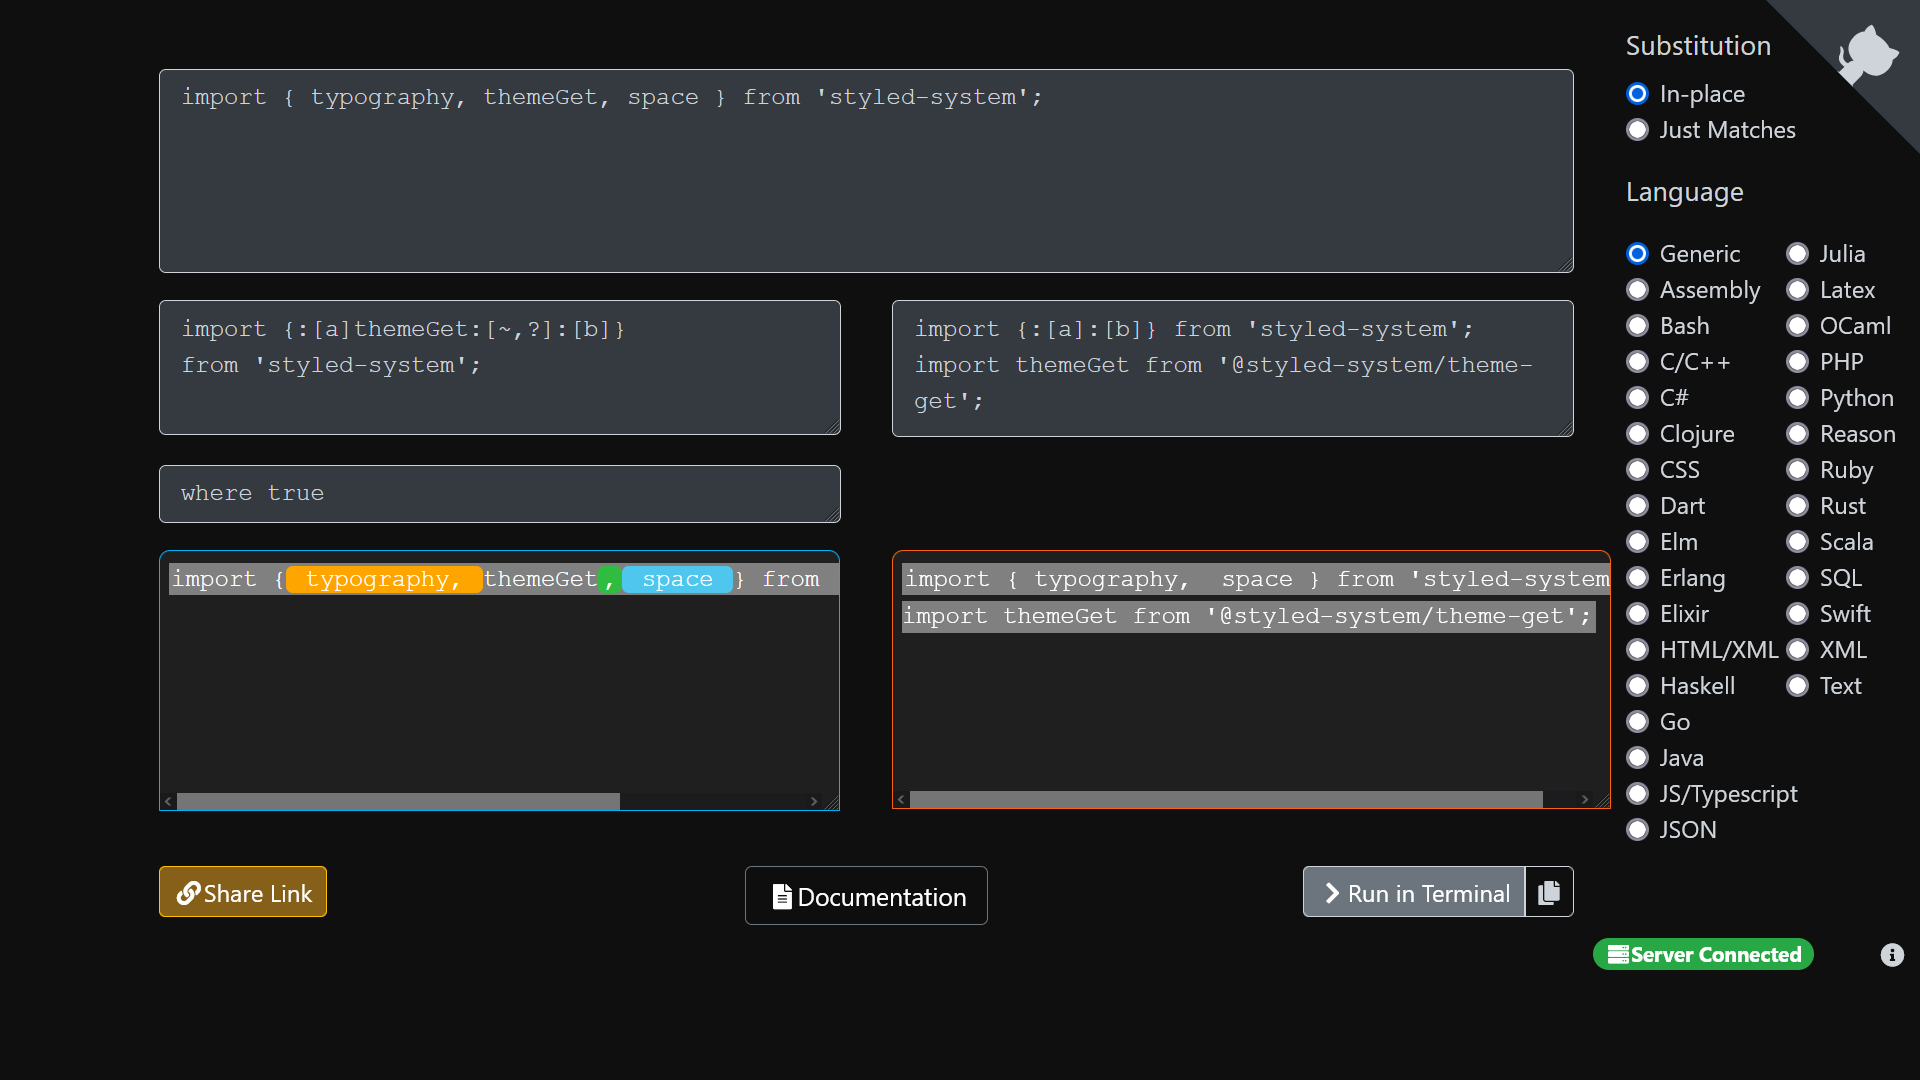 import { typography, themeGet, space } from 'styled-system';
import {:[a]themeGet:[~,?]:[b]}
from 'styled-system';
import {:[a]:[b]} from 'styled-system';
import themeGet from '@styled-system/theme-
get';
where true
import { typography, themeGet, space } from
import { typography,  space } from 'styled-system
import themeGet from '@styled-system/theme-get';
Share Link
Documentation
Run in Terminal
Substitution
In-place
Just Matches
Language
Generic
Assembly
Bash
C/C++
C#
Clojure
CSS
Dart
Elm
Erlang
Elixir
HTML/XML
Haskell
Go
Java
JS/Typescript
JSON
Julia
Latex
OCaml
PHP
Python
Reason
Ruby
Rust
Scala
SQL
Swift
XML
Text
Server Connected